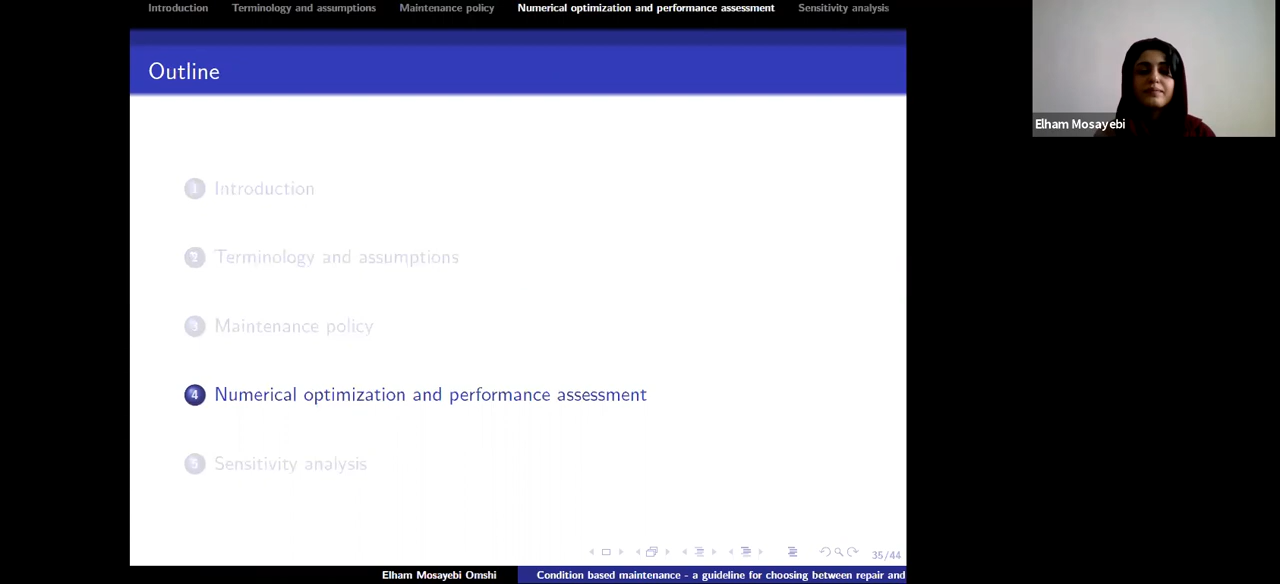 Introduction Terminology and assumptions Maintenance policy Numerical optimization and performance assessment Sensitivity analysis
Outline
Elham Mosayebi
1 Introduction
2 Terminology and assumptions
3 Maintenance policy
4 Numerical optimization and performance assessment
5 Sensitivity analysis
35/44
Elham Mosayebi Omshi Condition based maintenance - a guideline for choosing between repair and